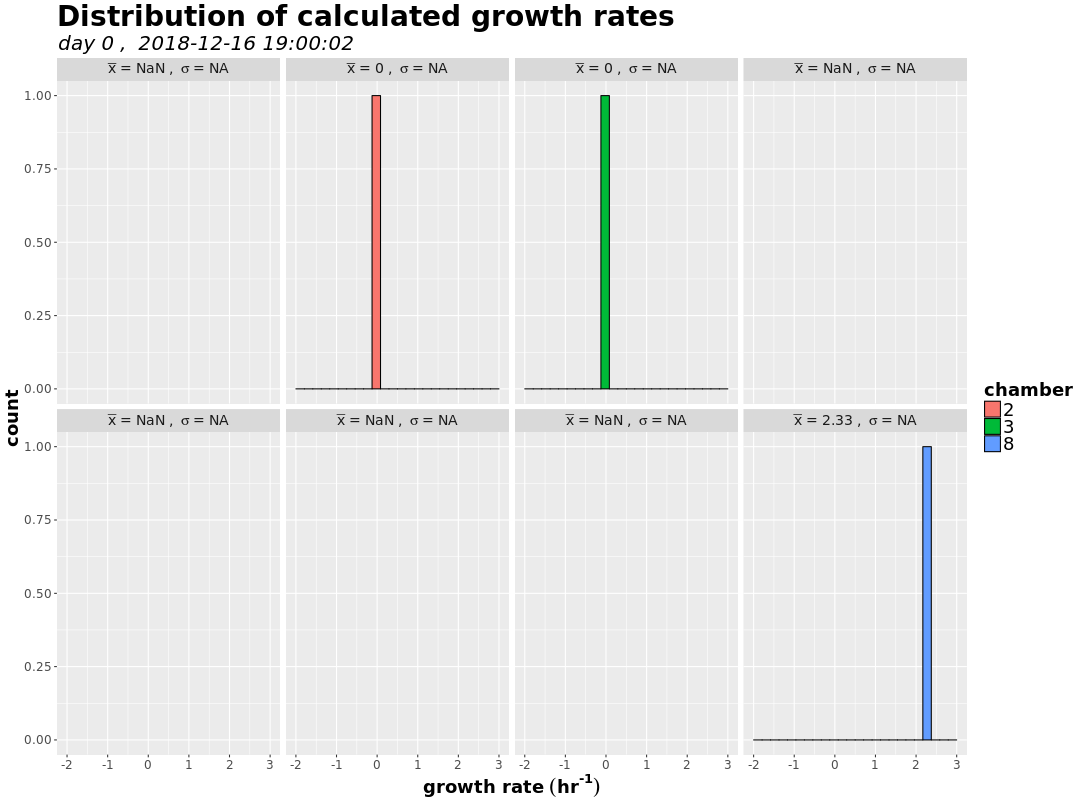 Distribution of calculated growth rates
day 0 ,  2018-12-16 19:00:02
x̅ = NaN ,  σ = NA
x̅ = 0 ,  σ = NA
x̅ = 0 ,  σ = NA
x̅ = NaN ,  σ = NA
1.00
0.75
0.50
0.25
0.00
x̅ = NaN ,  σ = NA
x̅ = NaN ,  σ = NA
x̅ = NaN ,  σ = NA
x̅ = 2.33 ,  σ = NA
1.00
0.75
0.50
0.25
0.00
-2 -1 0 1 2 3
-2 -1 0 1 2 3
-2 -1 0 1 2 3
-2 -1 0 1 2 3
growth rate (hr⁻¹)
count
chamber
2
3
8